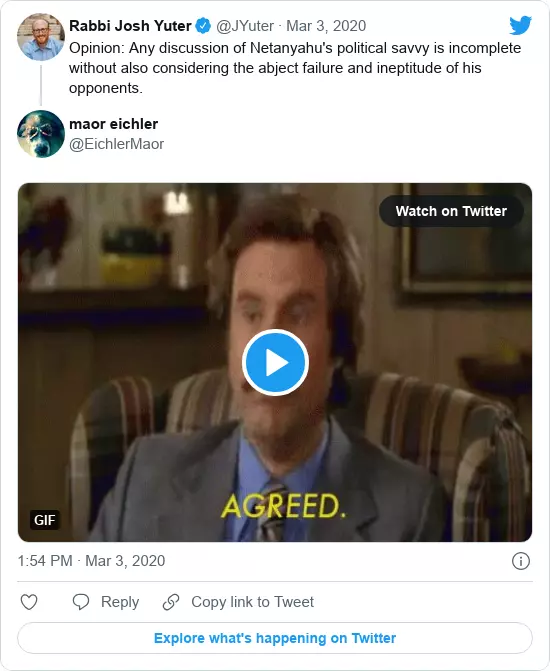 Rabbi Josh Yuter @JYuter · Mar 3, 2020
Opinion: Any discussion of Netanyahu's political savvy is incomplete
without also considering the abject failure and ineptitude of his
opponents.
maor eichler
@EichlerMaor
Watch on Twitter
AGREED.
GIF
1:54 PM · Mar 3, 2020
Reply
Copy link to Tweet
Explore what's happening on Twitter